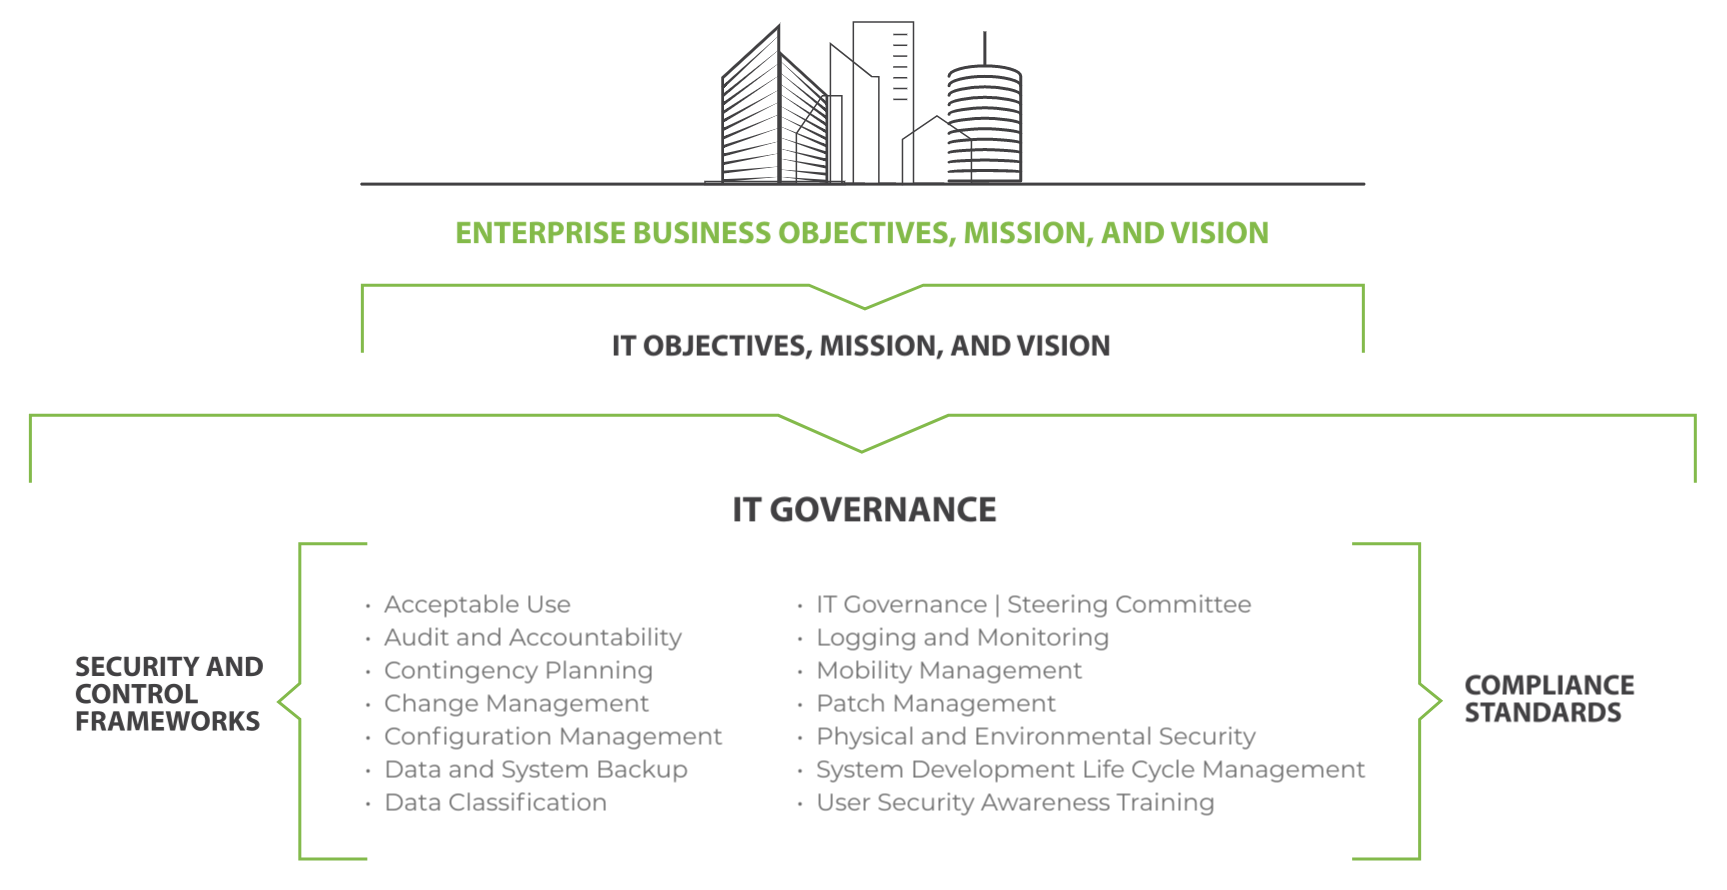 ENTERPRISE BUSINESS OBJECTIVES, MISSION, AND VISION
IT OBJECTIVES, MISSION, AND VISION
IT GOVERNANCE
SECURITY AND
CONTROL
FRAMEWORKS
• Acceptable Use
• Audit and Accountability
• Contingency Planning
• Change Management
• Configuration Management
• Data and System Backup
• Data Classification
• IT Governance | Steering Committee
• Logging and Monitoring
• Mobility Management
• Patch Management
• Physical and Environmental Security
• System Development Life Cycle Management
• User Security Awareness Training
COMPLIANCE
STANDARDS